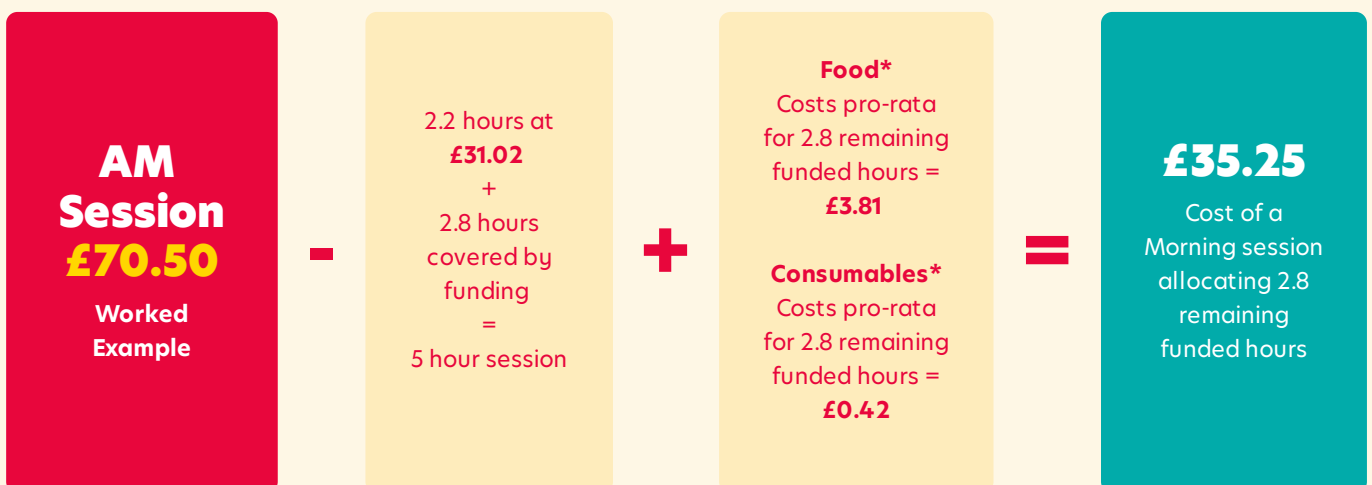 AM
Session
£70.50
Worked
Example
-
2.2 hours at
£31.02
+
2.8 hours
covered by
funding
=
5 hour session
+
Food*
Costs pro-rata
for 2.8 remaining
funded hours =
£3.81
Consumables*
Costs pro-rata
for 2.8 remaining
funded hours =
£0.42
=
£35.25
Cost of a
Morning session
allocating 2.8
remaining
funded hours